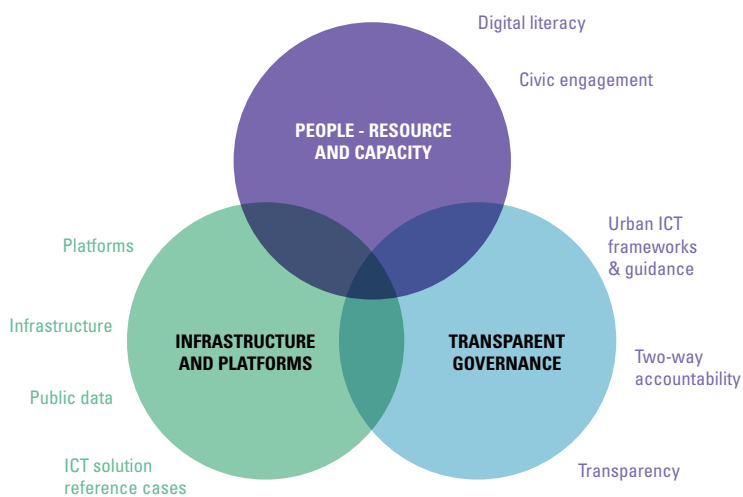 Digital literacy
Civic engagement
PEOPLE - RESOURCE
AND CAPACITY
Urban ICT
frameworks
& guidance
Platforms
Infrastructure
INFRASTRUCTURE
AND PLATFORMS
TRANSPARENT
GOVERNANCE
Two-way
accountability
Public data
ICT solution
reference cases
Transparency